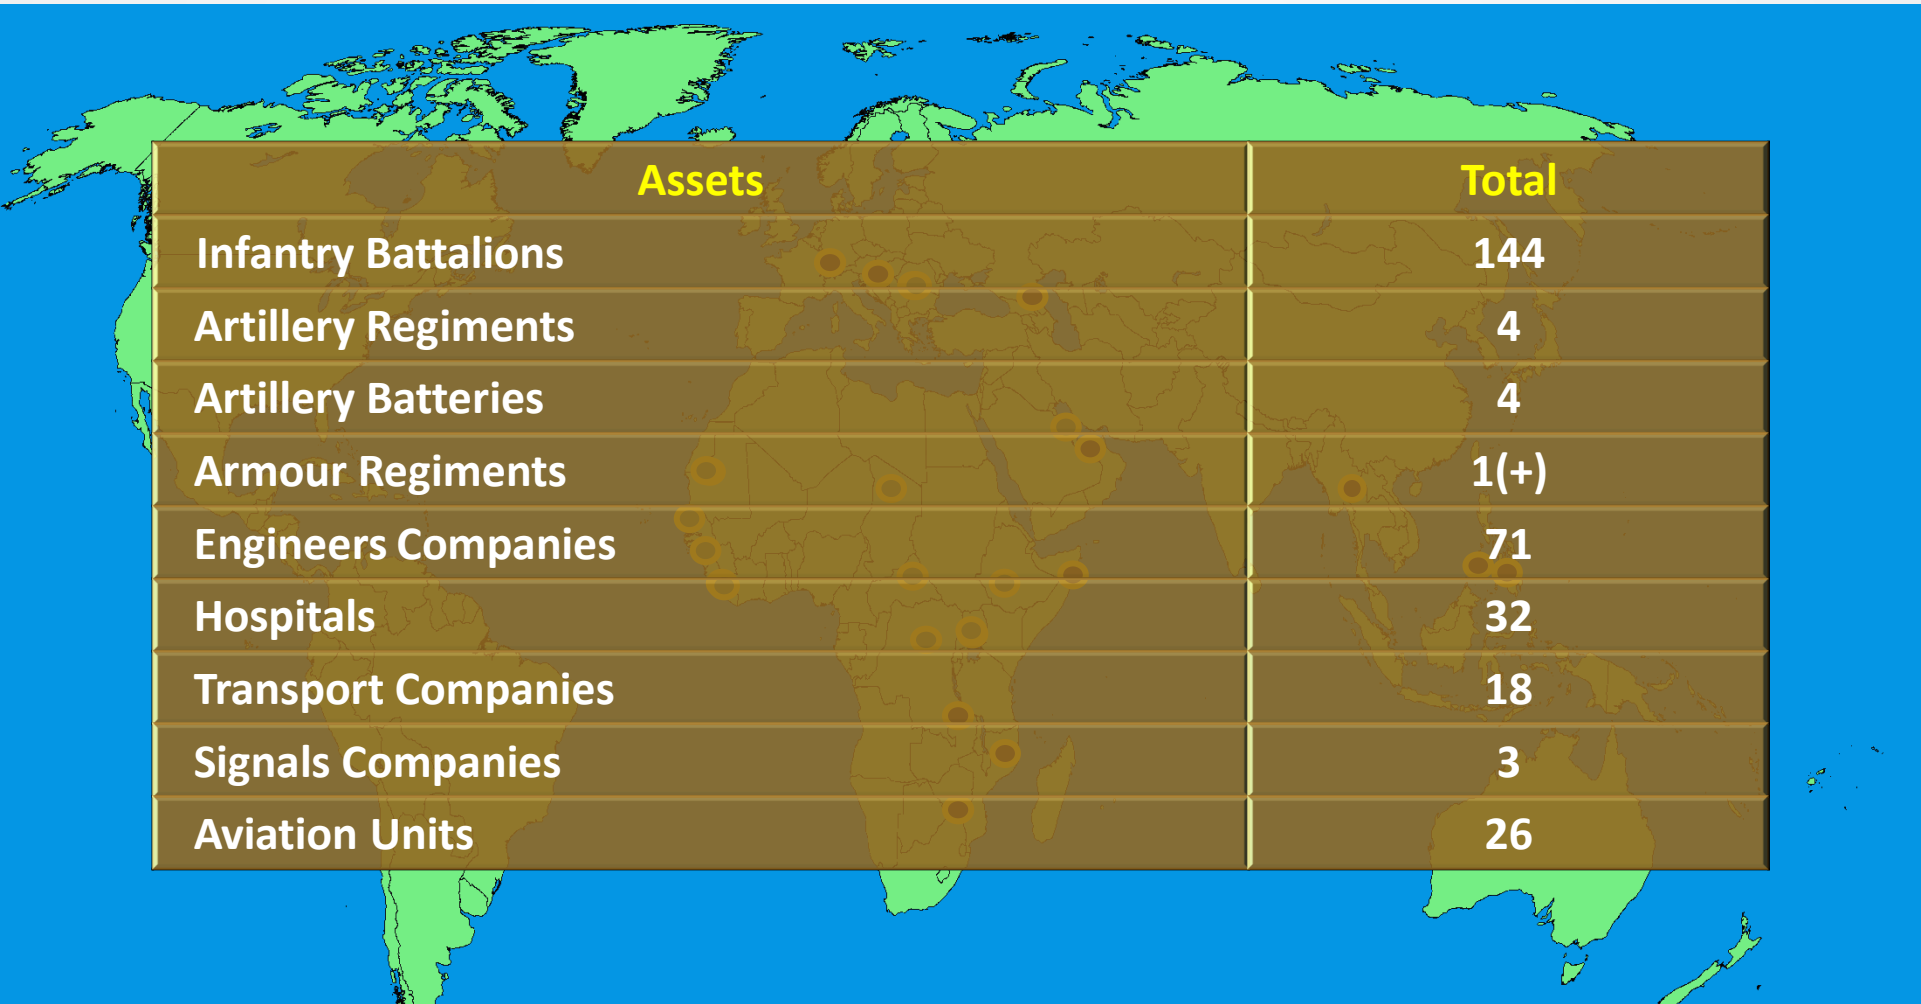 Assets Total
Infantry Battalions 144
Artillery Regiments 4
Artillery Batteries 4
Armour Regiments 1(+)
Engineers Companies 71
Hospitals 32
Transport Companies 18
Signals Companies 3
Aviation Units 26